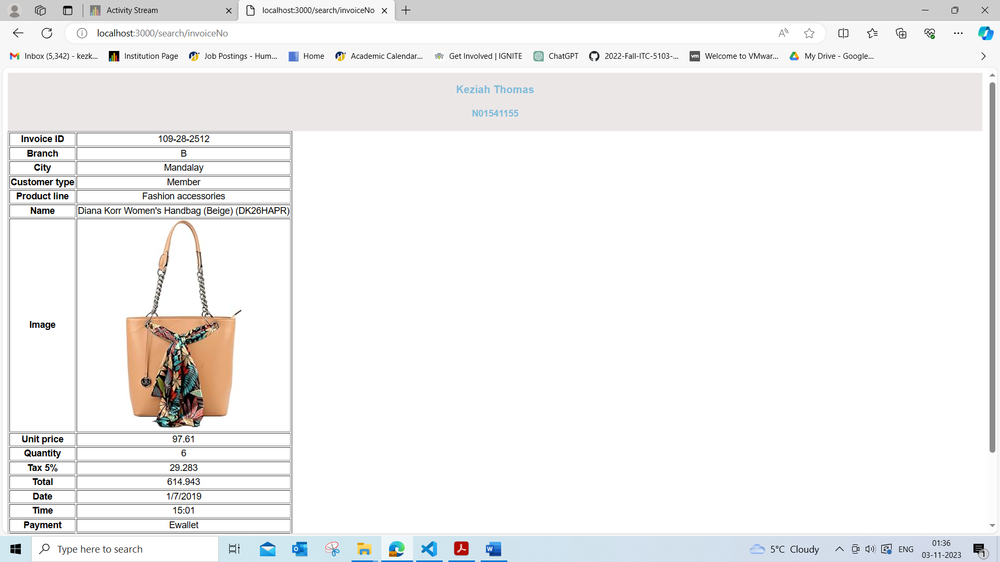 Activity Stream
localhost:3000/search/invoiceNo
localhost:3000/search/invoiceNo
Inbox (5,342) - kezk... Institution Page Job Postings - Hum... Home Academic Calendar... Get Involved | IGNITE ChatGPT 2022-Fall-ITC-5103-... vm Welcome to VMwar... My Drive - Google...
Keziah Thomas
N01541155
Invoice ID 109-28-2512
Branch B
City Mandalay
Customer type Member
Product line Fashion accessories
Name Diana Korr Women's Handbag (Beige) (DK26HAPR)
Image
Unit price 97.61
Quantity 6
Tax 5% 29.283
Total 614.943
Date 1/7/2019
Time 15:01
Payment Ewallet
Type here to search
5°C Cloudy
ENG
01:36
03-11-2023
1